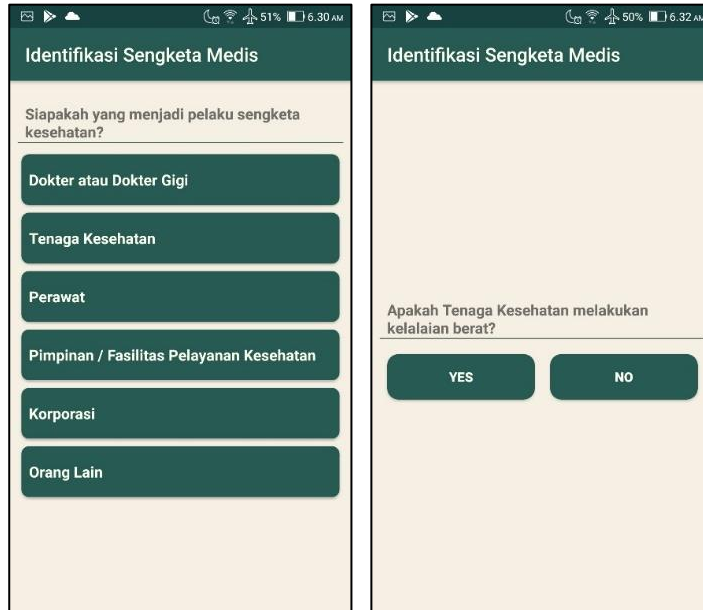 51% 6.30 AM
Identifikasi Sengketa Medis
Siapakah yang menjadi pelaku sengketa
kesehatan?
Dokter atau Dokter Gigi
Tenaga Kesehatan
Perawat
Pimpinan / Fasilitas Pelayanan Kesehatan
Korporasi
Orang Lain
50% 6.32 AM
Identifikasi Sengketa Medis
Apakah Tenaga Kesehatan melakukan
kelalaian berat?
YES
NO